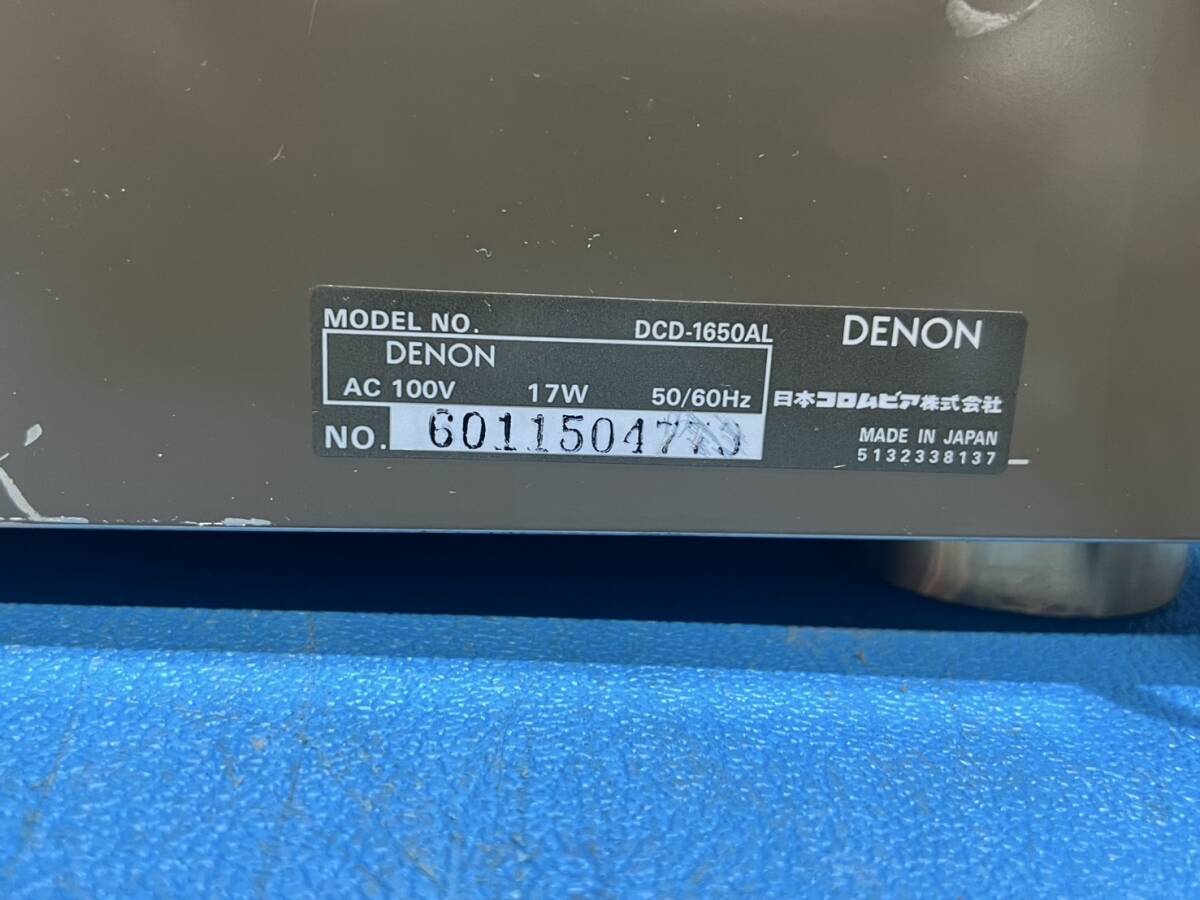 MODEL NO. DCD-1650AL
DENON
AC 100V 17W 50/60Hz
NO.
DENON
日本コロムビア株式会社
MADE IN JAPAN
5132338137